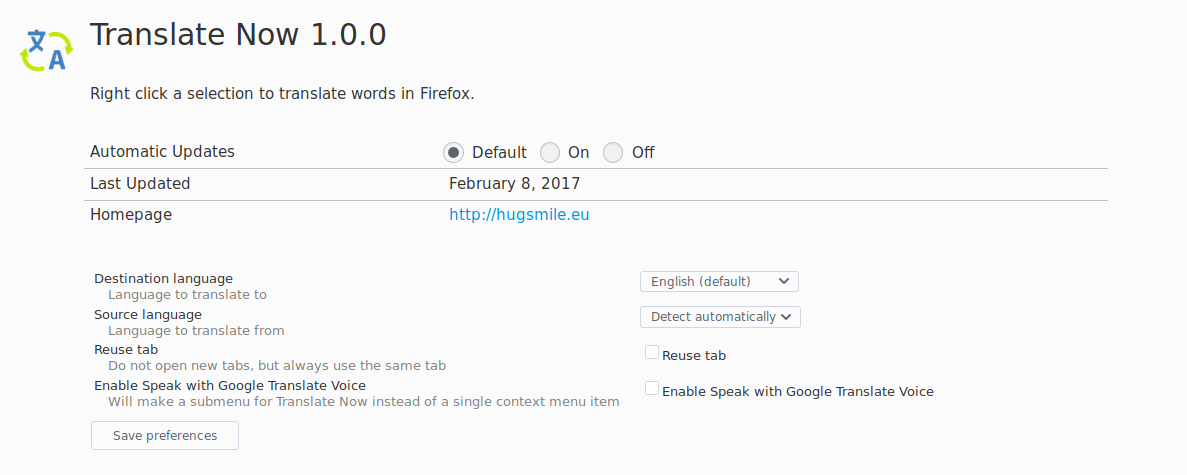 文A
Translate Now 1.0.0
Right click a selection to translate words in Firefox.
Automatic Updates Default On Off
Last Updated February 8, 2017
Homepage http://hugsmile.eu
Destination language English (default)
Language to translate to
Source language Detect automatically
Language to translate from
Reuse tab Reuse tab
Do not open new tabs, but always use the same tab
Enable Speak with Google Translate Voice Enable Speak with Google Translate Voice
Will make a submenu for Translate Now instead of a single context menu item
Save preferences